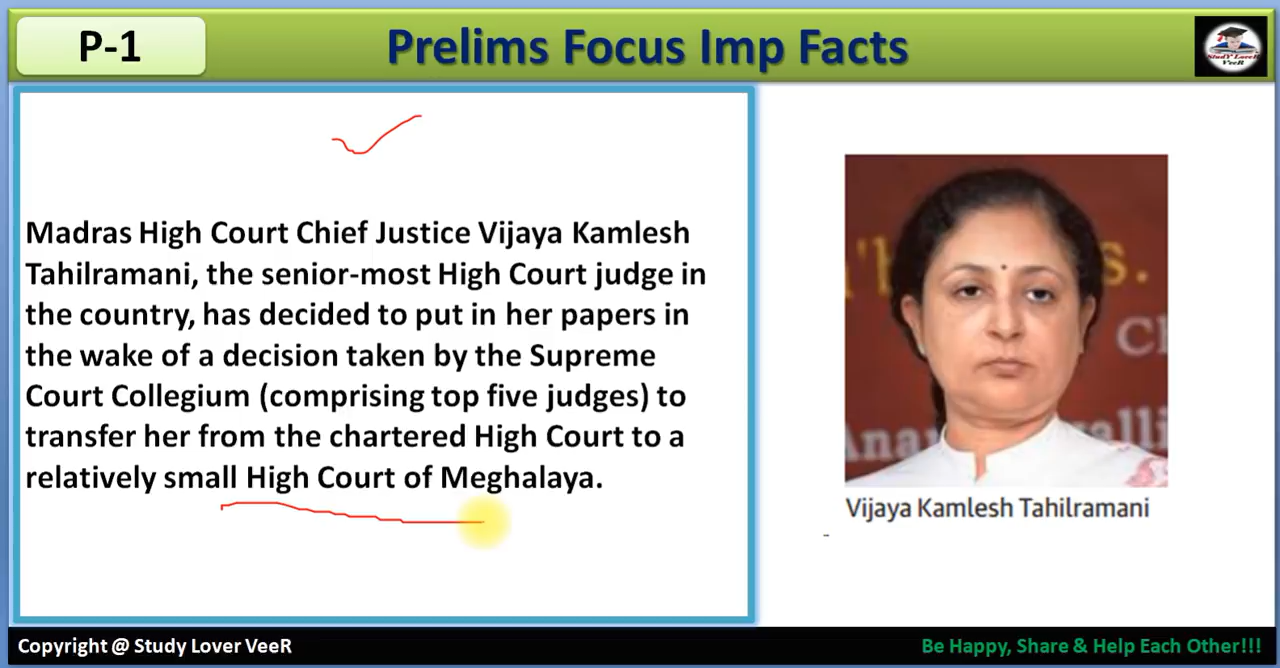 P-1
Prelims Focus Imp Facts
StudY LoveR
VeeR
Madras High Court Chief Justice Vijaya Kamlesh
Tahilramani, the senior-most High Court judge in
the country, has decided to put in her papers in
the wake of a decision taken by the Supreme
Court Collegium (comprising top five judges) to
transfer her from the chartered High Court to a
relatively small High Court of Meghalaya.
Vijaya Kamlesh Tahilramani
Copyright @ Study Lover VeeR
Be Happy, Share & Help Each Other!!!